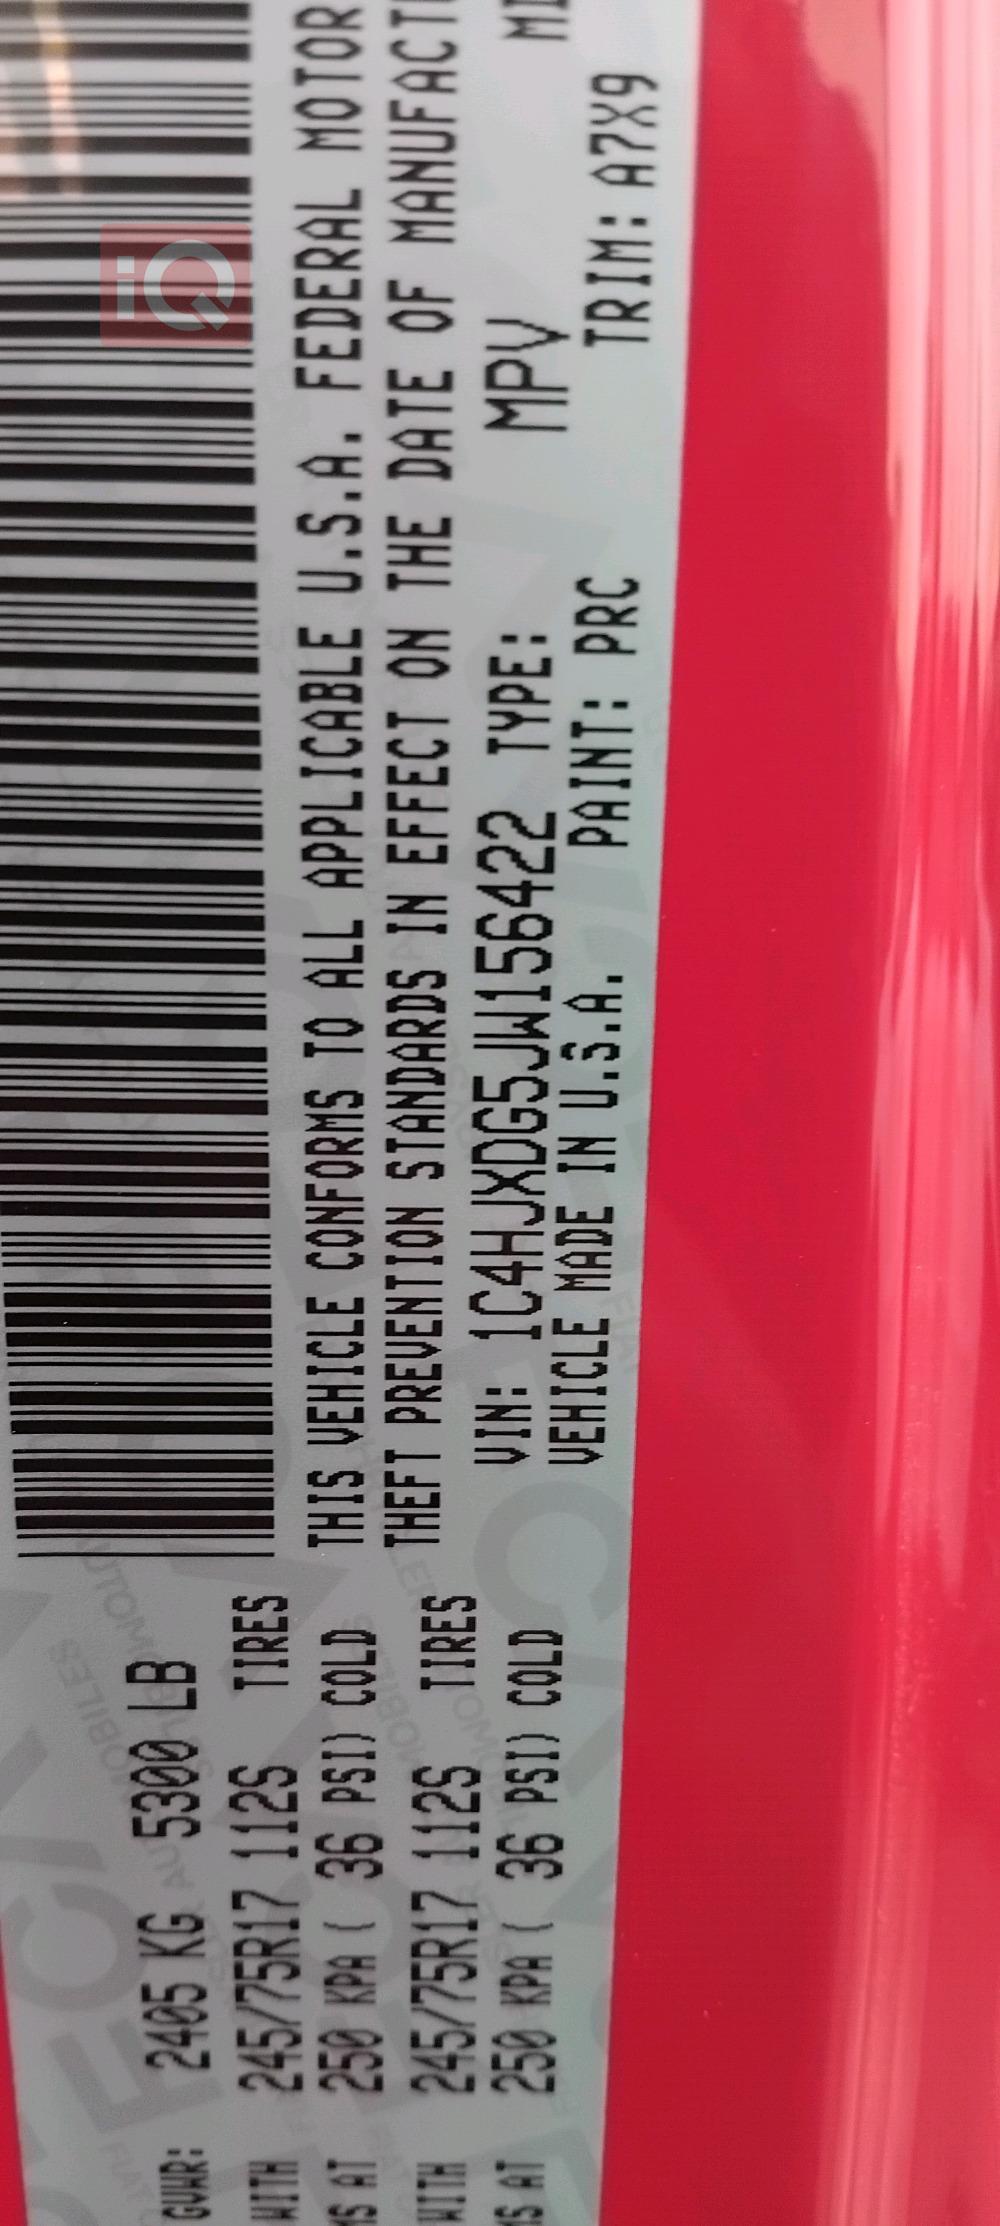 GVWR: 2405 KG 5300 LB
WITH 245/75R17 112S TIRES
MS AT 250 KPA ( 36 PSI) COLD
WITH 245/75R17 112S TIRES
MS AT 250 KPA ( 36 PSI) COLD
THIS VEHICLE CONFORMS TO ALL APPLICABLE U.S.A. FEDERAL MOTOR
THEFT PREVENTION STANDARDS IN EFFECT ON THE DATE OF MANUFACT
VIN: 1C4HJXDG5JW156422 TYPE: MPV
VEHICLE MADE IN U.S.A. PAINT: PRC TRIM: A7X9
iQ